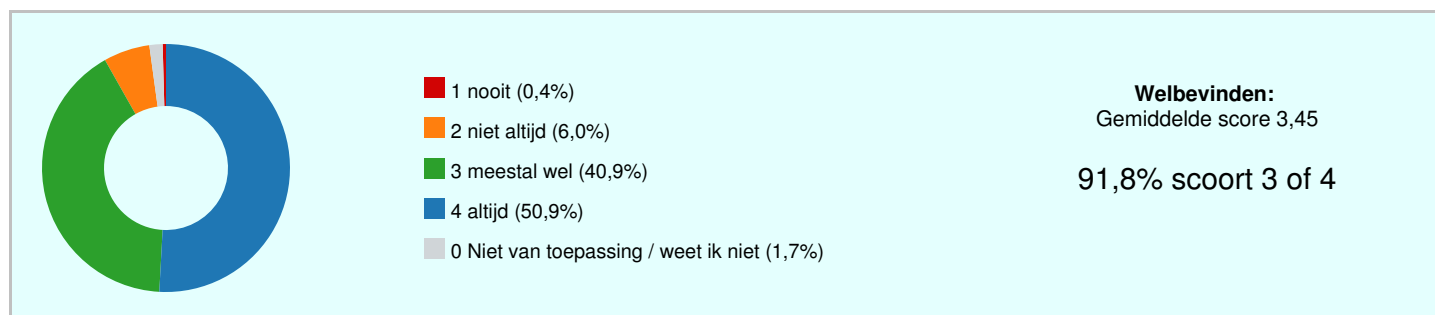 1 nooit (0,4%)
2 niet altijd (6,0%)
3 meestal wel (40,9%)
4 altijd (50,9%)
0 Niet van toepassing / weet ik niet (1,7%)
Welbevinden:
Gemiddelde score 3,45
91,8% scoort 3 of 4